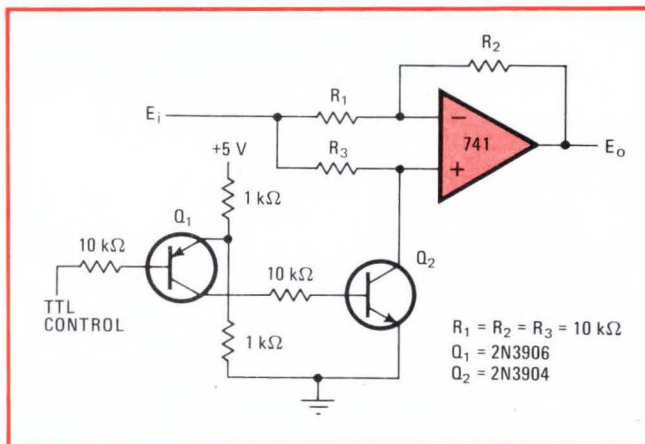 R₂
R₁
Eᵢ
741
−
+
Eₒ
R₃
+5 V
1 kΩ
Q₁
10 kΩ
10 kΩ
Q₂
TTL
CONTROL
1 kΩ
R₁ = R₂ = R₃ = 10 kΩ
Q₁ = 2N3906
Q₂ = 2N3904